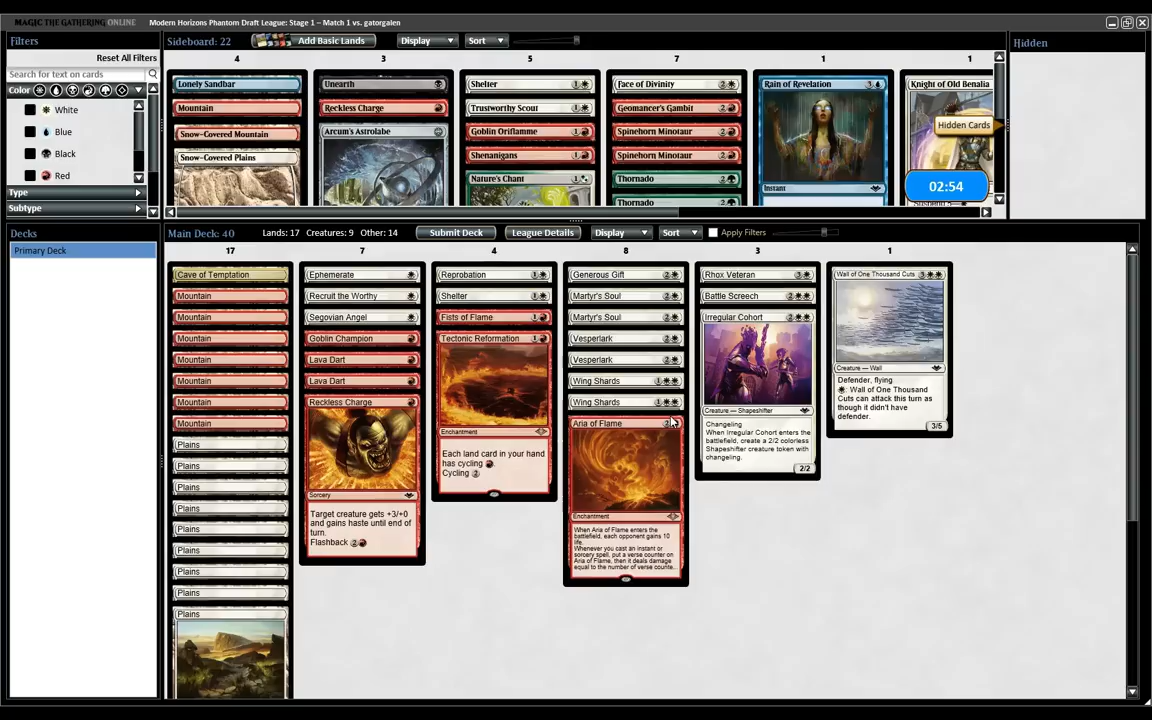 MAGIC THE GATHERING ONLINE
Modern Horizons Phantom Draft League: Stage 1 – Match 1 vs. gatorgalen
Filters
Reset All Filters
Search for text on cards
Color
White
Blue
Black
Red
Type
Subtype
Decks
Primary Deck
Sideboard: 22
Add Basic Lands
Display
Sort
Hidden
4
3
5
7
1
1
Lonely Sandbar
Mountain
Snow-Covered Mountain
Snow-Covered Plains
Unearth
Reckless Charge
Arcum's Astrolabe
Shelter
Trustworthy Scout
Goblin Oriflamme
Shenanigans
Nature's Chant
Face of Divinity
Geomancer's Gambit
Spinehorn Minotaur
Spinehorn Minotaur
Thornado
Thornado
Rain of Revelation
Instant
Knight of Old Benalia
Hidden Cards
02:54
Main Deck: 40
Lands: 17 Creatures: 9 Other: 14
Submit Deck
League Details
Display
Sort
Apply Filters
17
7
4
8
3
1
Cave of Temptation
Mountain
Mountain
Mountain
Mountain
Mountain
Mountain
Mountain
Plains
Plains
Plains
Plains
Plains
Plains
Plains
Plains
Plains
Ephemerate
Recruit the Worthy
Segovian Angel
Goblin Champion
Lava Dart
Lava Dart
Reckless Charge
Sorcery
Target creature gets +3/+0
and gains haste until end of
turn.
Flashback 2
Reprobation
Shelter
Fists of Flame
Tectonic Reformation
Enchantment
Each land card in your hand
has cycling
Cycling 2
Generous Gift
Martyr's Soul
Martyr's Soul
Vesperlark
Vesperlark
Wing Shards
Wing Shards
Aria of Flame
Enchantment
When Aria of Flame enters the
battlefield, each opponent gains 10
life.
Whenever you cast an instant or
sorcery spell, put a verse counter on
Aria of Flame, then it deals damage
equal to the number of verse counte...
Rhox Veteran
Battle Screech
Irregular Cohort
Creature — Shapeshifter
Changeling
When Irregular Cohort enters the
battlefield, create a 2/2 colorless
Shapeshifter creature token with
changeling.
2/2
Wall of One Thousand Cuts
Creature — Wall
Defender, flying
: Wall of One Thousand
Cuts can attack this turn as
though it didn't have
defender.
3/5